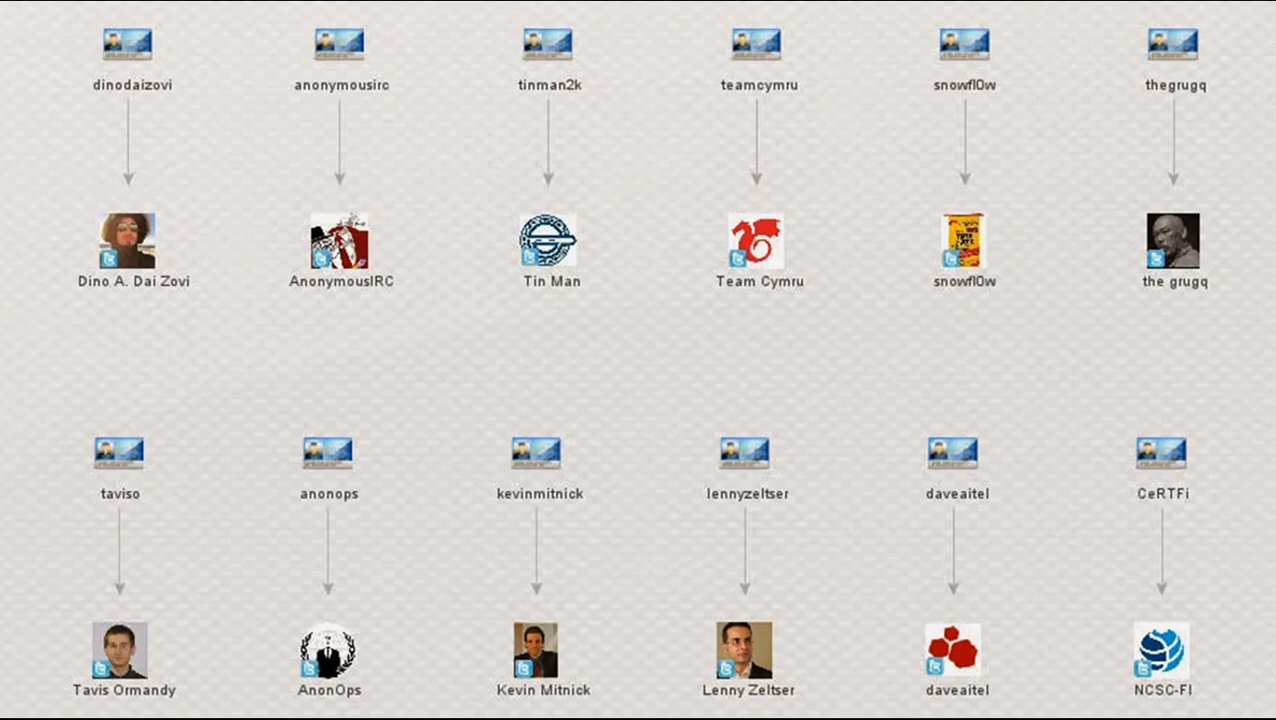 dinodaizovi anonymousirc tinman2k teamcymru snowfl0w thegrugq
Dino A. Dai Zovi AnonymousIRC Tin Man Team Cymru snowfl0w the grugq
taviso anonops kevinmitnick lennyzeltser daveaitel CeRTFi
Tavis Ormandy AnonOps Kevin Mitnick Lenny Zeltser daveaitel NCSC-FI